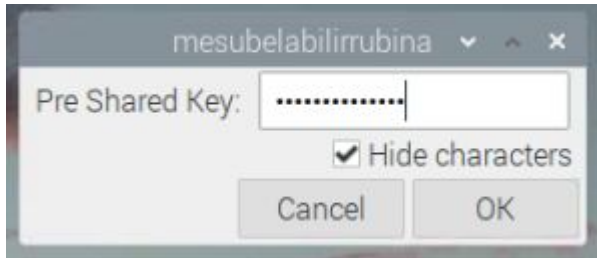 mesubelabilirrubina
Pre Shared Key: ••••••••••••••
Hide characters
Cancel OK